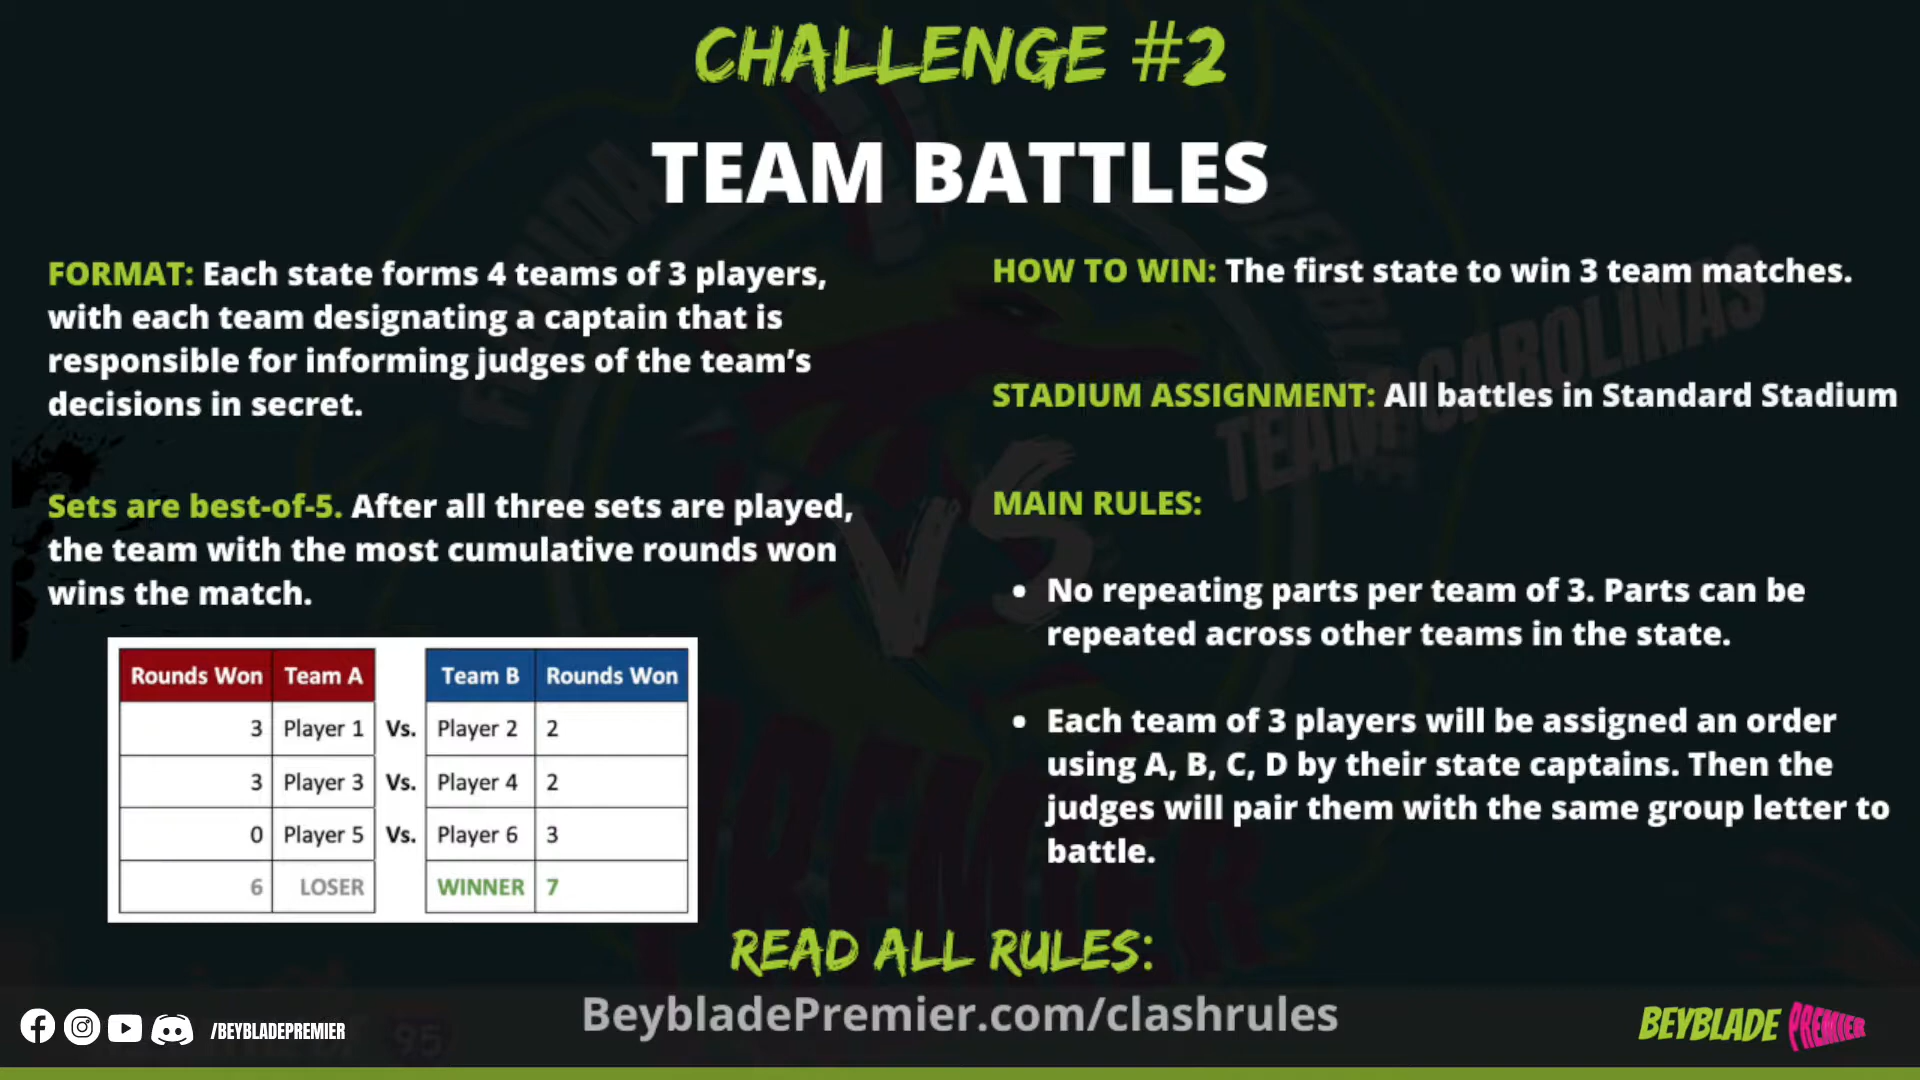 CHALLENGE #2
TEAM BATTLES
FORMAT: Each state forms 4 teams of 3 players,
with each team designating a captain that is
responsible for informing judges of the team's
decisions in secret.
Sets are best-of-5. After all three sets are played,
the team with the most cumulative rounds won
wins the match.
Rounds Won Team A Team B Rounds Won
3 Player 1 Vs. Player 2 2
3 Player 3 Vs. Player 4 2
0 Player 5 Vs. Player 6 3
6 LOSER WINNER 7
HOW TO WIN: The first state to win 3 team matches.
STADIUM ASSIGNMENT: All battles in Standard Stadium
MAIN RULES:
• No repeating parts per team of 3. Parts can be
repeated across other teams in the state.
• Each team of 3 players will be assigned an order
using A, B, C, D by their state captains. Then the
judges will pair them with the same group letter to
battle.
READ ALL RULES:
BeybladePremier.com/clashrules
/BEYBLADEPREMIER
BEYBLADE PREMIER
FLORIDA
VS
TEAM CAROLINAS
PREMIER
95